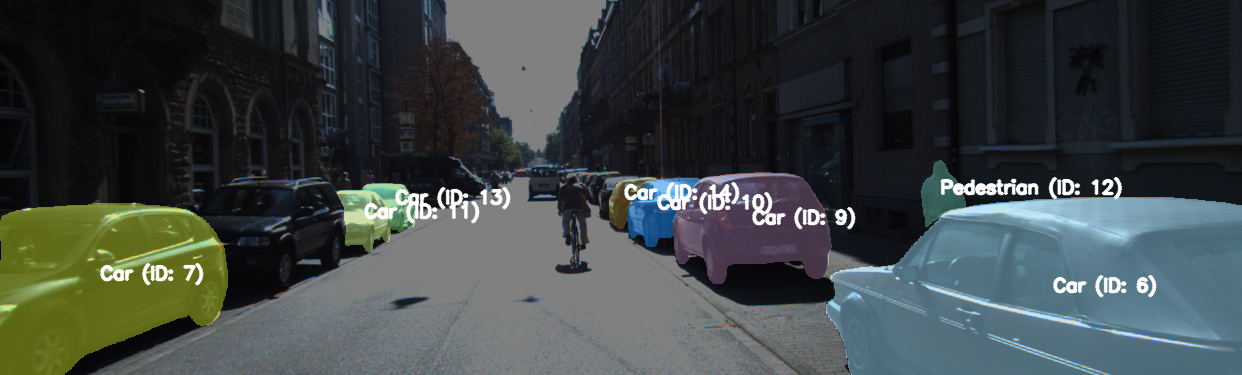 Car (ID: 13)
Car (ID: 11)
Car (ID: 14)
Car (ID: 10)
Car (ID: 9)
Pedestrian (ID: 12)
Car (ID: 7)
Car (ID: 6)